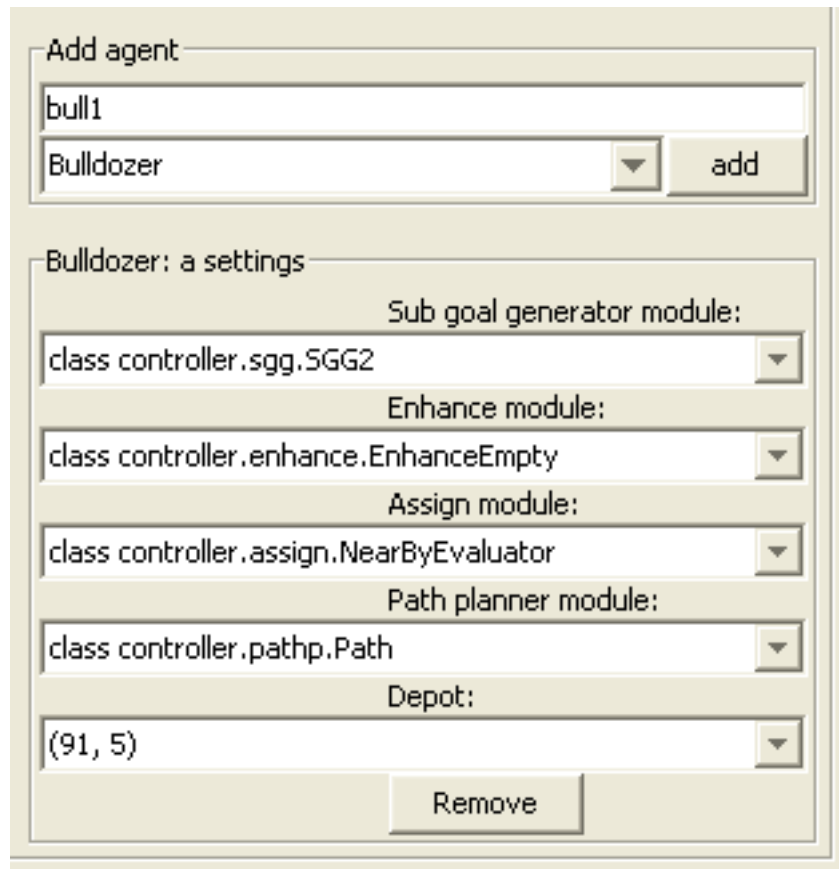 Add agent
bull1
Bulldozer
add
Bulldozer: a settings
Sub goal generator module:
class controller.sgg.SGG2
Enhance module:
class controller.enhance.EnhanceEmpty
Assign module:
class controller.assign.NearByEvaluator
Path planner module:
class controller.pathp.Path
Depot:
(91, 5)
Remove